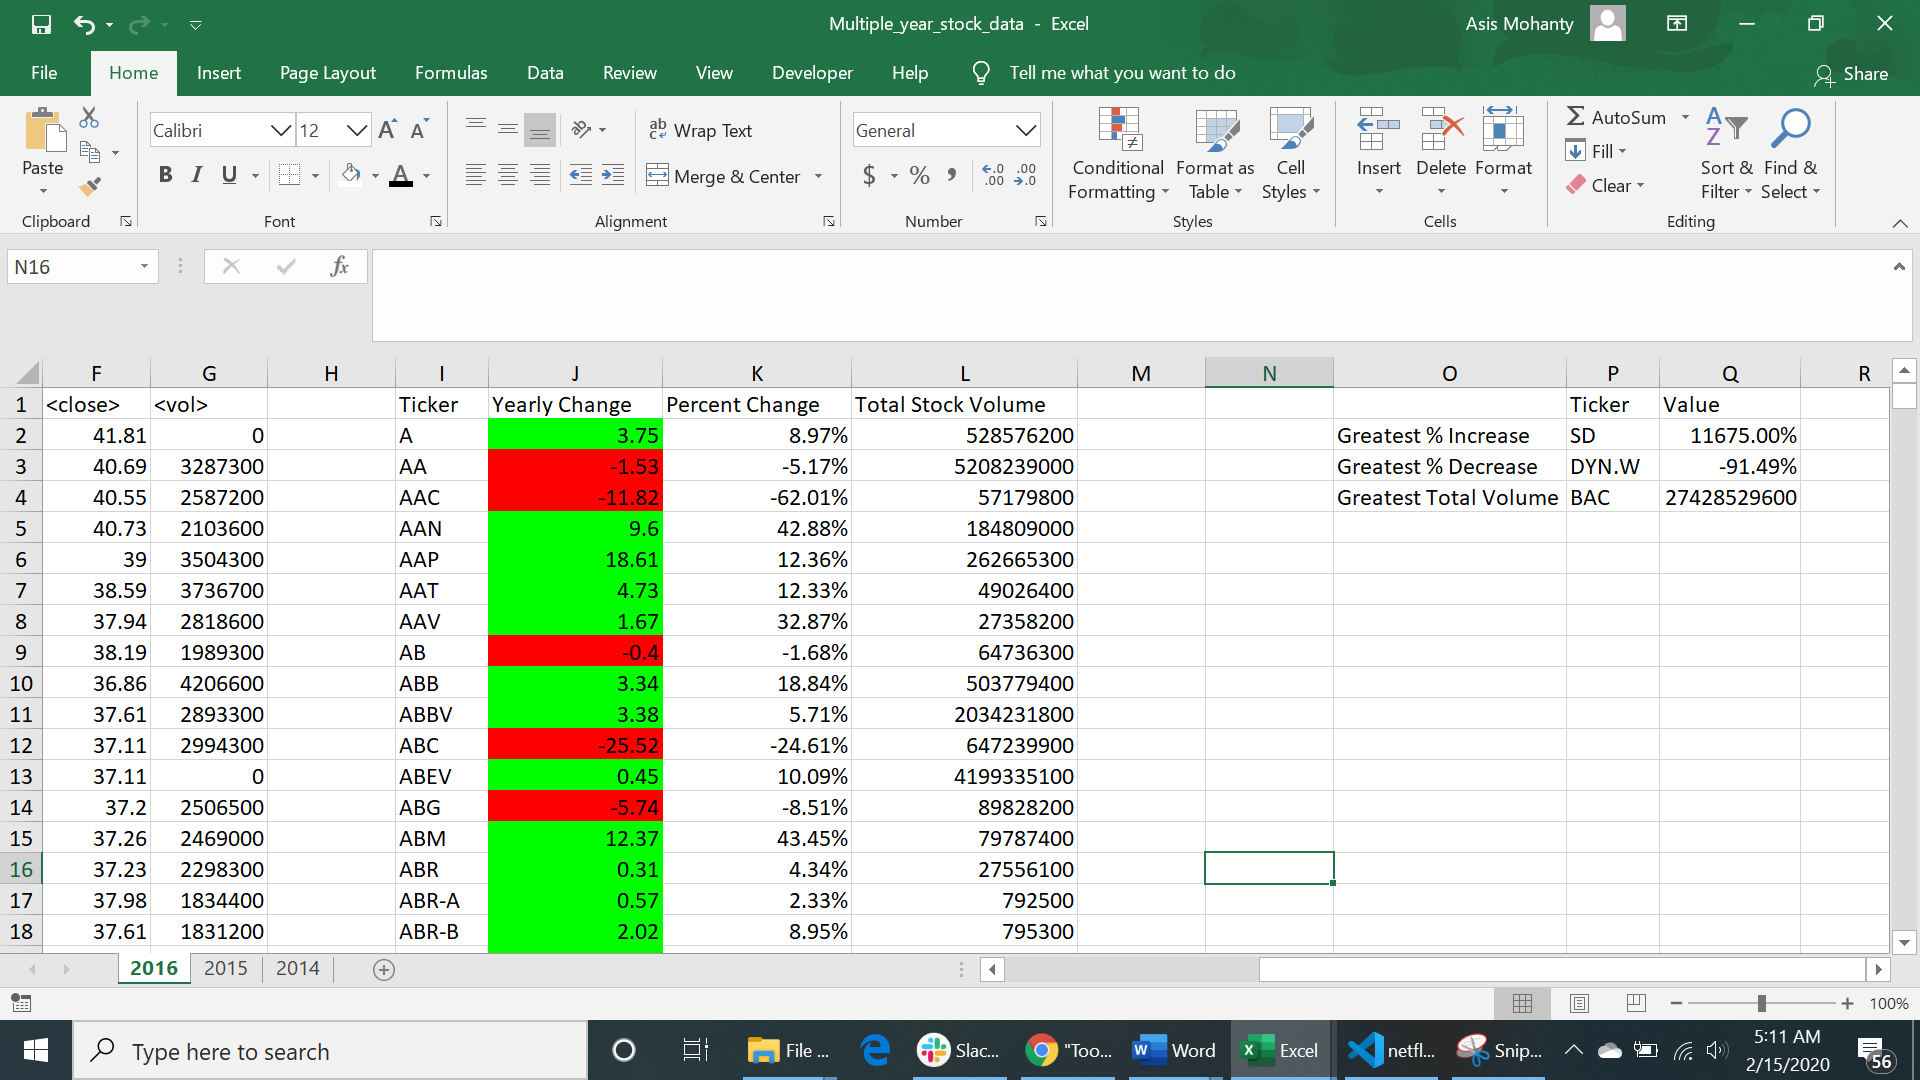 Multiple_year_stock_data - Excel
Asis Mohanty
File Home Insert Page Layout Formulas Data Review View Developer Help Tell me what you want to do Share
Paste
Clipboard
Calibri 12
B I U
Font
Wrap Text
Merge & Center
Alignment
General
$ % ,
Number
Conditional Formatting
Format as Table
Cell Styles
Styles
Insert Delete Format
Cells
AutoSum
Fill
Clear
Sort & Filter
Find & Select
Editing
N16 fx
F G H I J K L M N O P Q R
1 <close> <vol> Ticker Yearly Change Percent Change Total Stock Volume Ticker Value
2 41.81 0 A 3.75 8.97% 528576200 Greatest % Increase SD 11675.00%
3 40.69 3287300 AA -1.53 -5.17% 5208239000 Greatest % Decrease DYN.W -91.49%
4 40.55 2587200 AAC -11.82 -62.01% 57179800 Greatest Total Volume BAC 27428529600
5 40.73 2103600 AAN 9.6 42.88% 184809000
6 39 3504300 AAP 18.61 12.36% 262665300
7 38.59 3736700 AAT 4.73 12.33% 49026400
8 37.94 2818600 AAV 1.67 32.87% 27358200
9 38.19 1989300 AB -0.4 -1.68% 64736300
10 36.86 4206600 ABB 3.34 18.84% 503779400
11 37.61 2893300 ABBV 3.38 5.71% 2034231800
12 37.11 2994300 ABC -25.52 -24.61% 647239900
13 37.11 0 ABEV 0.45 10.09% 4199335100
14 37.2 2506500 ABG -5.74 -8.51% 89828200
15 37.26 2469000 ABM 12.37 43.45% 79787400
16 37.23 2298300 ABR 0.31 4.34% 27556100
17 37.98 1834400 ABR-A 0.57 2.33% 792500
18 37.61 1831200 ABR-B 2.02 8.95% 795300
2016 2015 2014
100%
Type here to search
File ... Slac... "Too... Word Excel netfl... Snip...
5:11 AM
2/15/2020
56